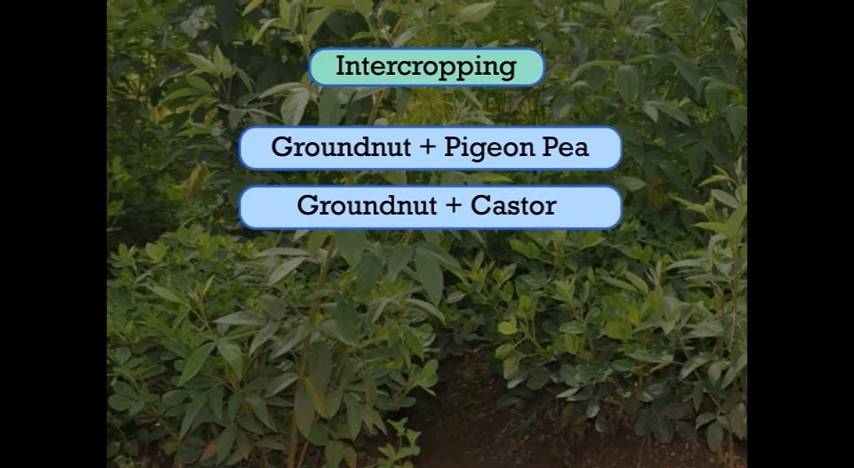 Intercropping
Groundnut + Pigeon Pea
Groundnut + Castor